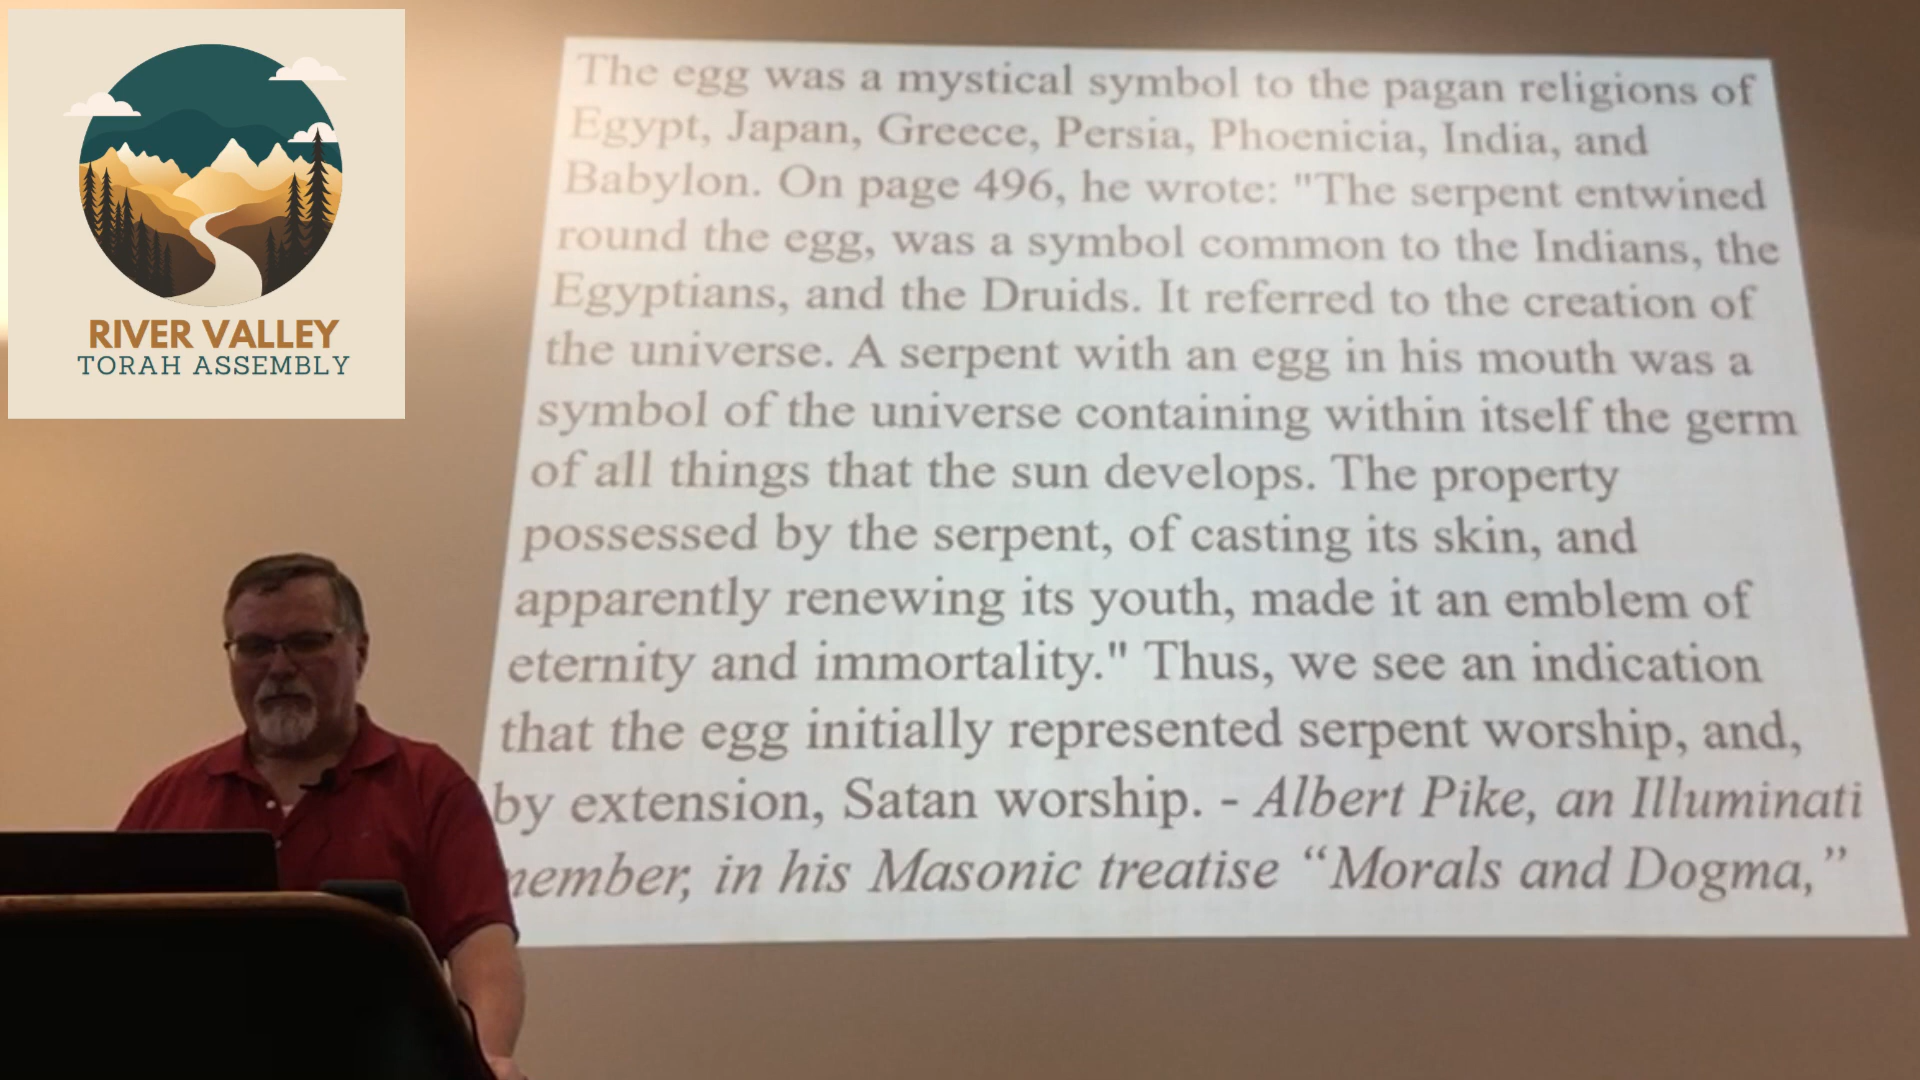 RIVER VALLEY
TORAH ASSEMBLY
The egg was a mystical symbol to the pagan religions of
Egypt, Japan, Greece, Persia, Phoenicia, India, and
Babylon. On page 496, he wrote: "The serpent entwined
round the egg, was a symbol common to the Indians, the
Egyptians, and the Druids. It referred to the creation of
the universe. A serpent with an egg in his mouth was a
symbol of the universe containing within itself the germ
of all things that the sun develops. The property
possessed by the serpent, of casting its skin, and
apparently renewing its youth, made it an emblem of
eternity and immortality." Thus, we see an indication
that the egg initially represented serpent worship, and,
by extension, Satan worship. - Albert Pike, an Illuminati
member, in his Masonic treatise “Morals and Dogma,”